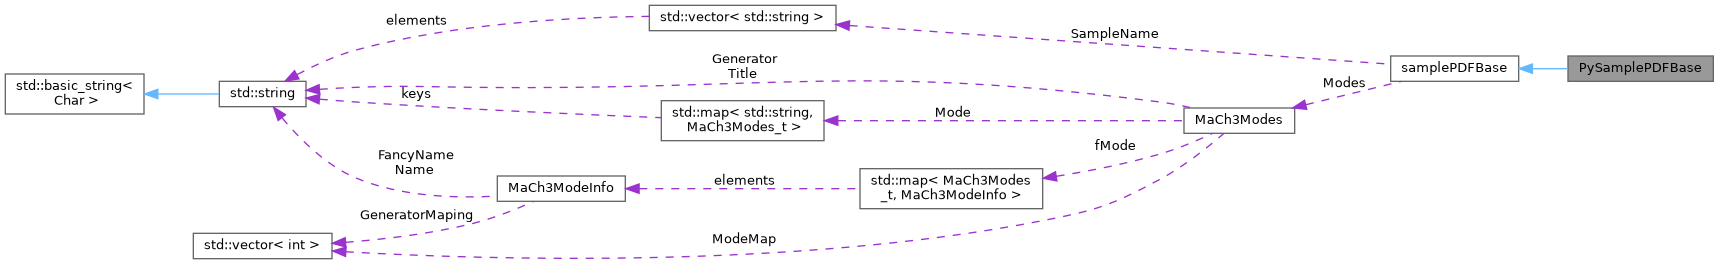 elements
std::vector< std::string >
SampleName
Generator
Title
samplePDFBase
PySamplePDFBase
std::basic_string<
Char >
std::string
keys
Modes
std::map< std::string,
MaCh3Modes_t >
Mode
MaCh3Modes
fMode
FancyName
Name
MaCh3ModeInfo
elements
std::map< MaCh3Modes
_t, MaCh3ModeInfo >
GeneratorMaping
std::vector< int >
ModeMap